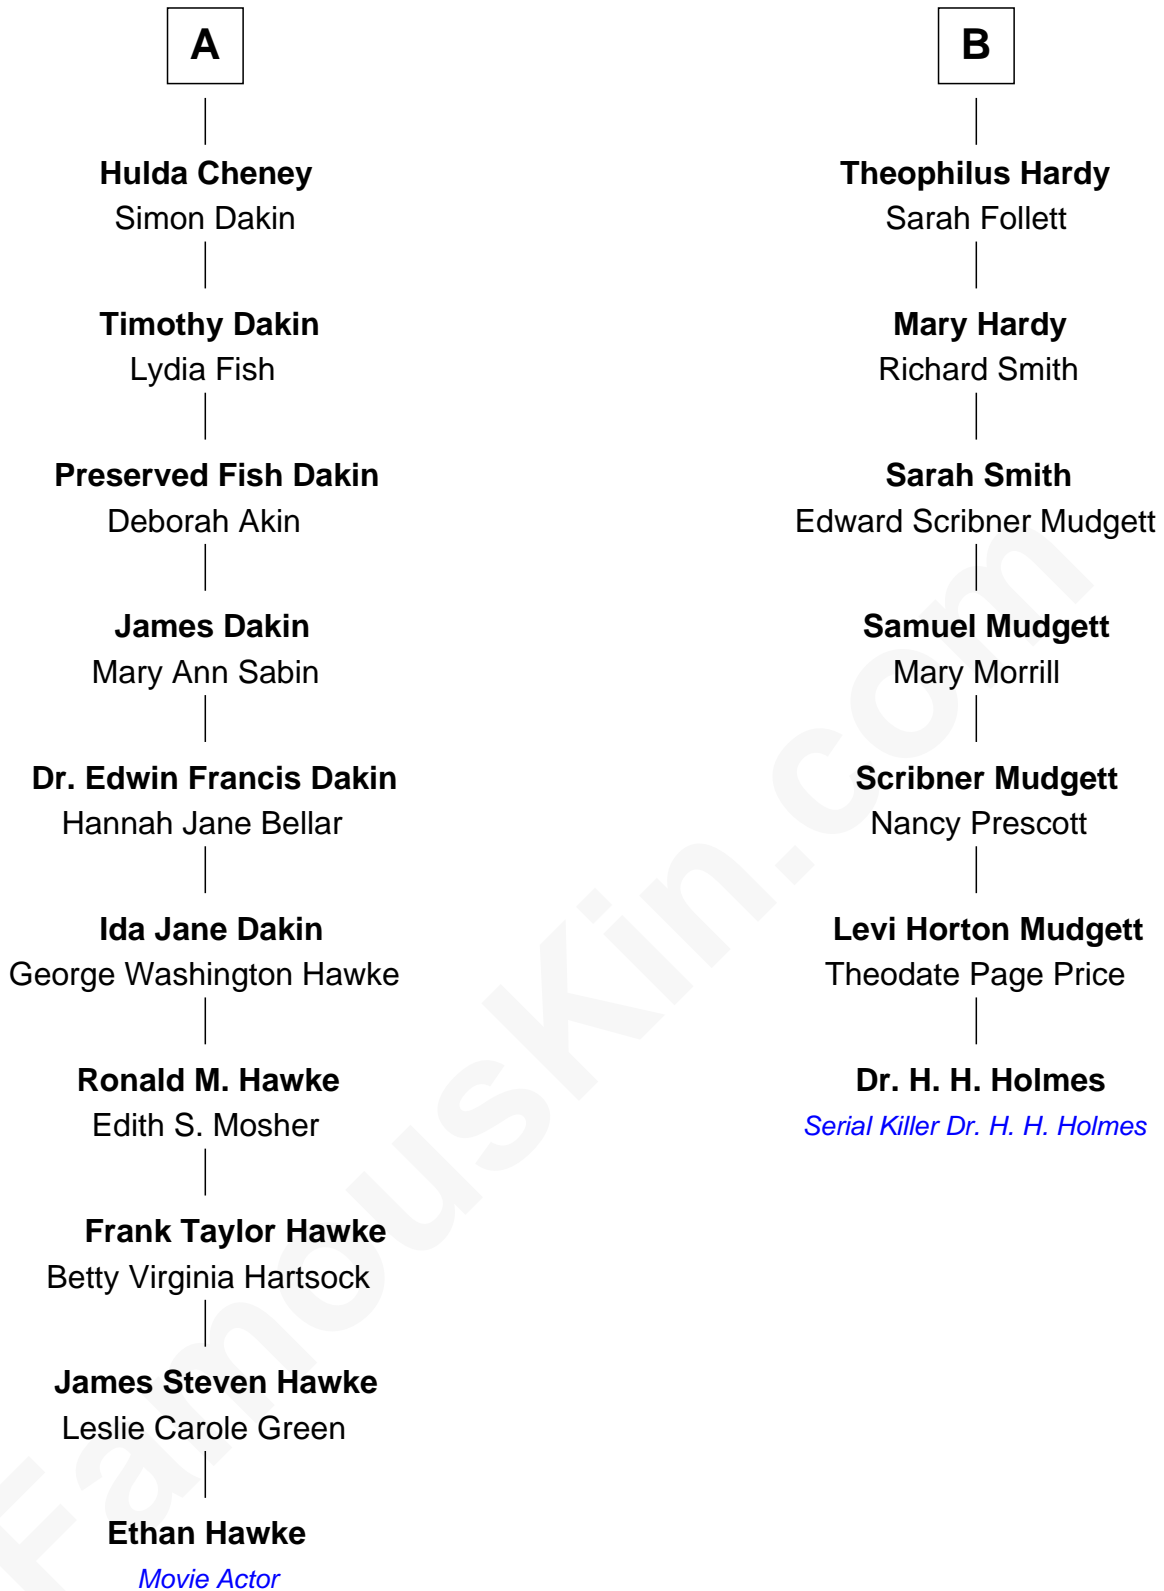 A
Hulda Cheney
Simon Dakin
Timothy Dakin
Lydia Fish
Preserved Fish Dakin
Deborah Akin
James Dakin
Mary Ann Sabin
Dr. Edwin Francis Dakin
Hannah Jane Bellar
Ida Jane Dakin
George Washington Hawke
Ronald M. Hawke
Edith S. Mosher
Frank Taylor Hawke
Betty Virginia Hartsock
James Steven Hawke
Leslie Carole Green
Ethan Hawke
Movie Actor
B
Theophilus Hardy
Sarah Follett
Mary Hardy
Richard Smith
Sarah Smith
Edward Scribner Mudgett
Samuel Mudgett
Mary Morrill
Scribner Mudgett
Nancy Prescott
Levi Horton Mudgett
Theodate Page Price
Dr. H. H. Holmes
Serial Killer Dr. H. H. Holmes
FamousKin.com